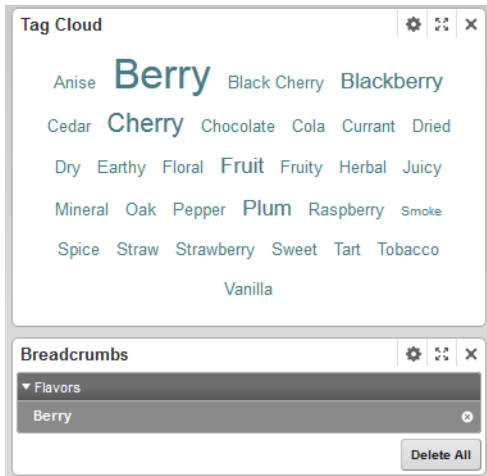 Tag Cloud
Anise Berry Black Cherry Blackberry
Cedar Cherry Chocolate Cola Currant Dried
Dry Earthy Floral Fruit Fruity Herbal Juicy
Mineral Oak Pepper Plum Raspberry Smoke
Spice Straw Strawberry Sweet Tart Tobacco
Vanilla
Breadcrumbs
Flavors
Berry
Delete All